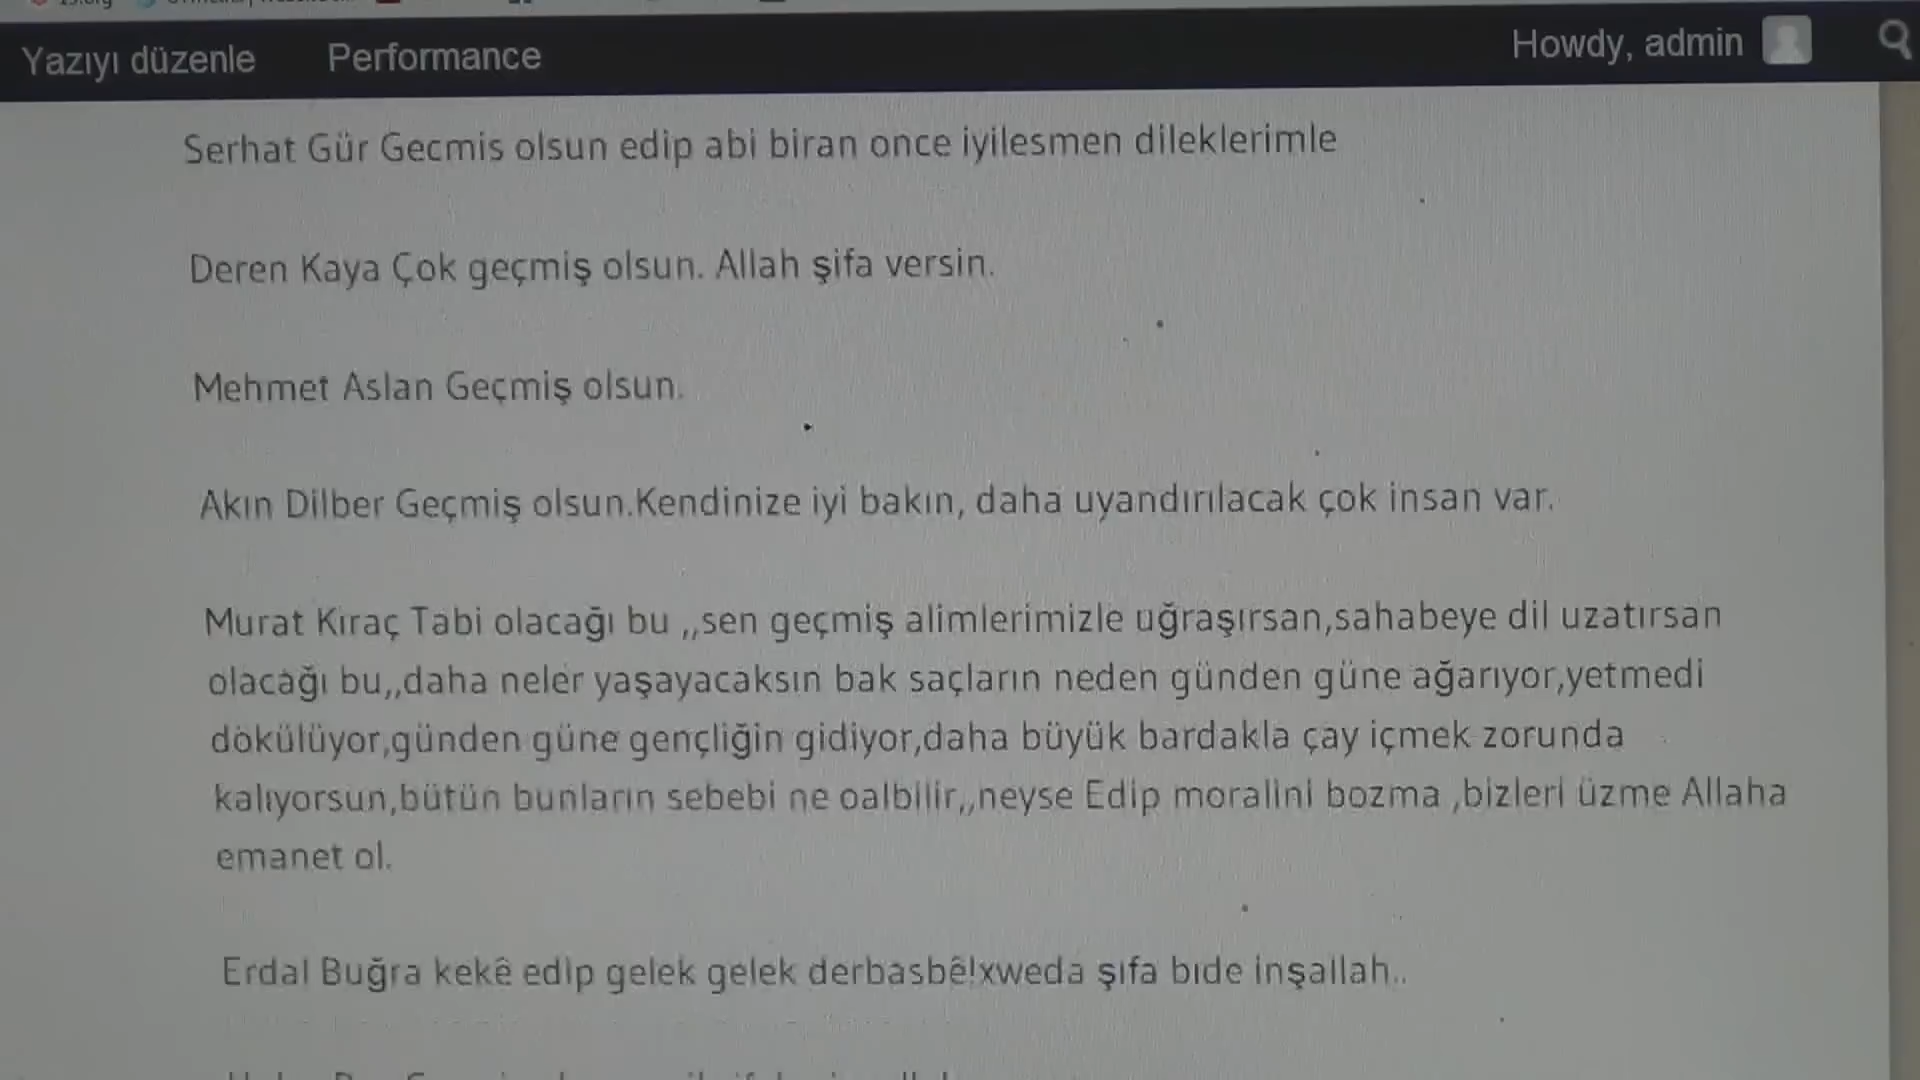 Yazıyı düzenle Performance Howdy, admin
Serhat Gür Gecmis olsun edip abi biran once iyilesmen dileklerimle
Deren Kaya Çok geçmiş olsun. Allah şifa versin.
Mehmet Aslan Geçmiş olsun.
Akın Dilber Geçmiş olsun.Kendinize iyi bakın, daha uyandırılacak çok insan var.
Murat Kıraç Tabi olacağı bu ,,sen geçmiş alimlerimizle uğraşırsan,sahabeye dil uzatırsan
olacağı bu,,daha neler yaşayacaksın bak saçların neden günden güne ağarıyor,yetmedi
dökülüyor,günden güne gençliğin gidiyor,daha büyük bardakla çay içmek zorunda
kalıyorsun,bütün bunların sebebi ne oalbilir,,neyse Edip moralini bozma ,bizleri üzme Allaha
emanet ol.
Erdal Buğra kekê edip gelek gelek derbasbê!xweda şıfa bıde inşallah..